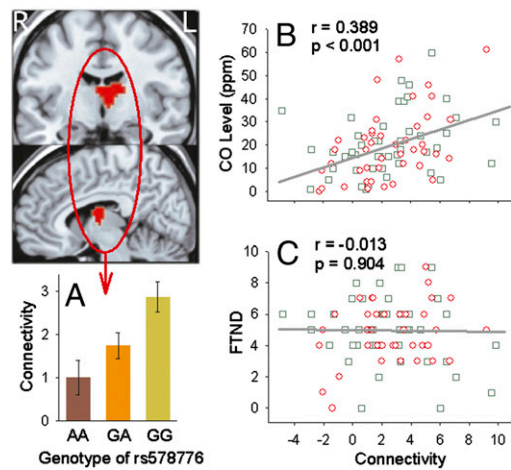 R L
A
Connectivity
3
2
1
0
AA GA GG
Genotype of rs578776
B
r = 0.389
p < 0.001
CO Level (ppm)
70
60
50
40
30
20
10
0
C
r = -0.013
p = 0.904
FTND
12
10
8
6
4
2
0
-4 -2 0 2 4 6 8 10
Connectivity